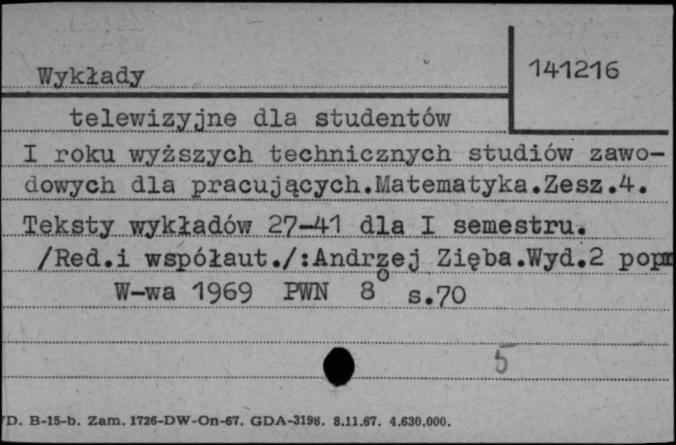 Wykłady
141216
telewizyjne dla studentów
I roku wyższych technicznych studiów zawo-
dowych dla pracujących.Matematyka.Zesz.4.
Teksty wykładów 27-41 dla I semestru.
/Red.i współaut./:Andrzej Zięba.Wyd.2 popr
W-wa 1969 PWN 8° s.70
5
D. B-15-b. Zam. 1726-DW-On-67. GDA-3198. 8.11.67. 4.630.000.